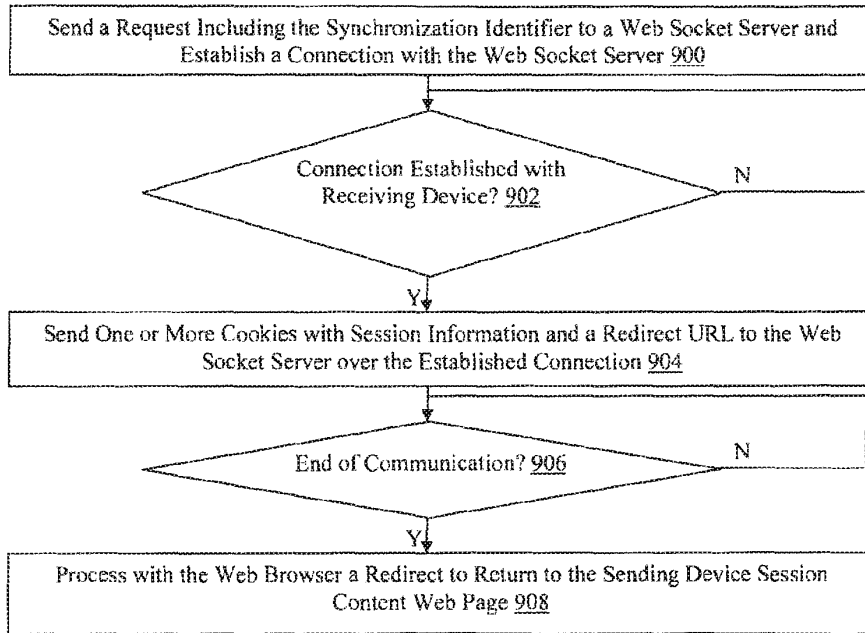 Send a Request Including the Synchronization Identifier to a Web Socket Server and
Establish a Connection with the Web Socket Server 900
Connection Established with
Receiving Device? 902
N
Y
Send One or More Cookies with Session Information and a Redirect URL to the Web
Socket Server over the Established Connection 904
End of Communication? 906
N
Y
Process with the Web Browser a Redirect to Return to the Sending Device Session
Content Web Page 908